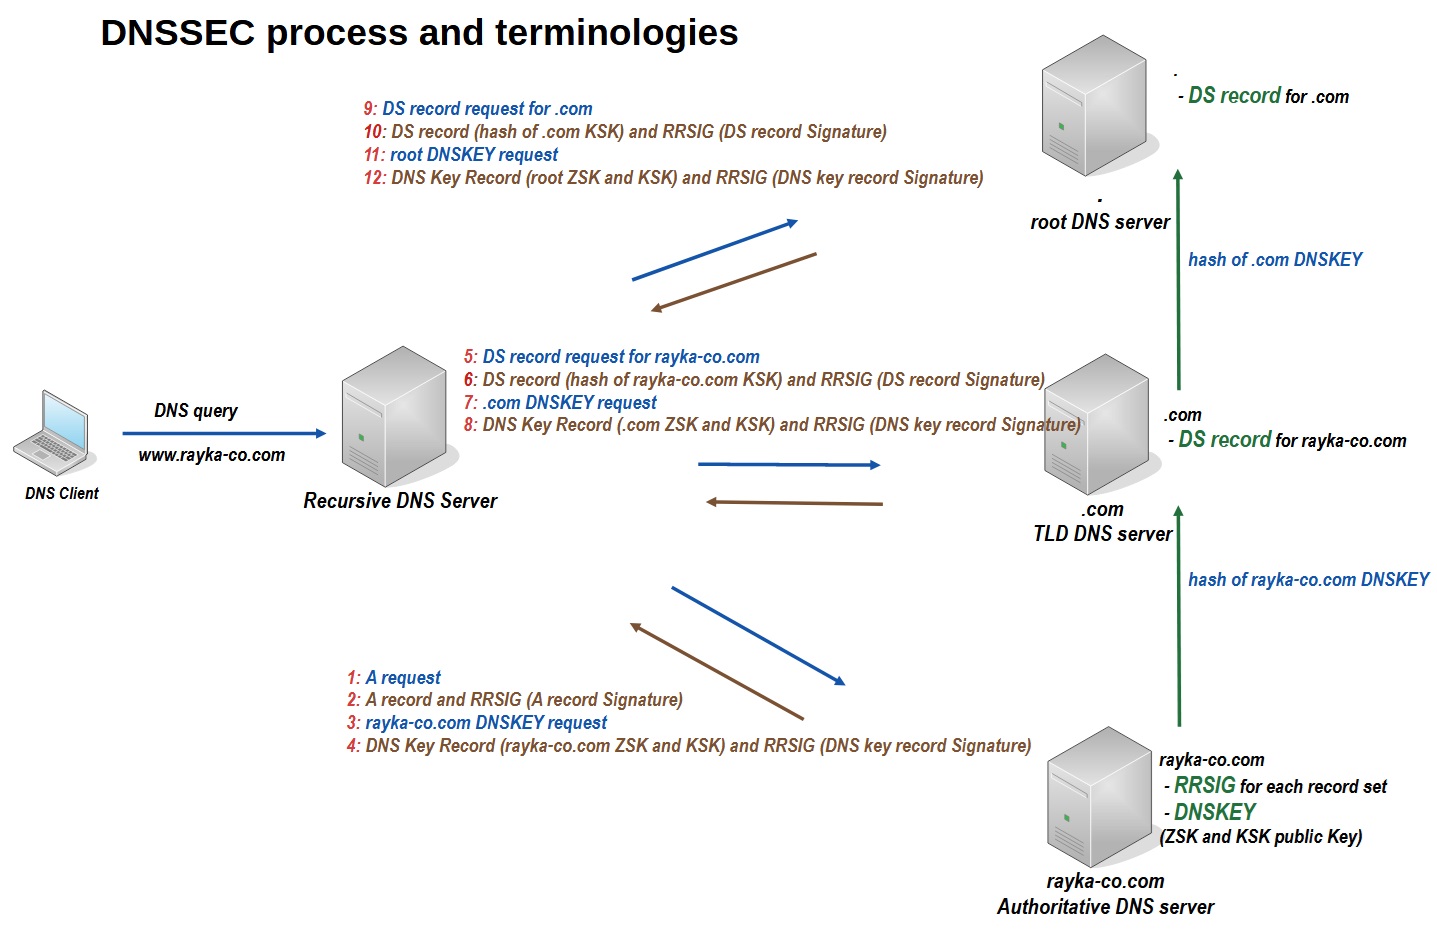 DNSSEC process and terminologies
9: DS record request for .com
10: DS record (hash of .com KSK) and RRSIG (DS record Signature)
11: root DNSKEY request
12: DNS Key Record (root ZSK and KSK) and RRSIG (DNS key record Signature)
.
- DS record for .com
.
root DNS server
hash of .com DNSKEY
5: DS record request for rayka-co.com
6: DS record (hash of rayka-co.com KSK) and RRSIG (DS record Signature)
7: .com DNSKEY request
8: DNS Key Record (.com ZSK and KSK) and RRSIG (DNS key record Signature)
DNS query
www.rayka-co.com
DNS Client
Recursive DNS Server
.com
- DS record for rayka-co.com
.com
TLD DNS server
hash of rayka-co.com DNSKEY
1: A request
2: A record and RRSIG (A record Signature)
3: rayka-co.com DNSKEY request
4: DNS Key Record (rayka-co.com ZSK and KSK) and RRSIG (DNS key record Signature)
rayka-co.com
- RRSIG for each record set
- DNSKEY
(ZSK and KSK public Key)
rayka-co.com
Authoritative DNS server